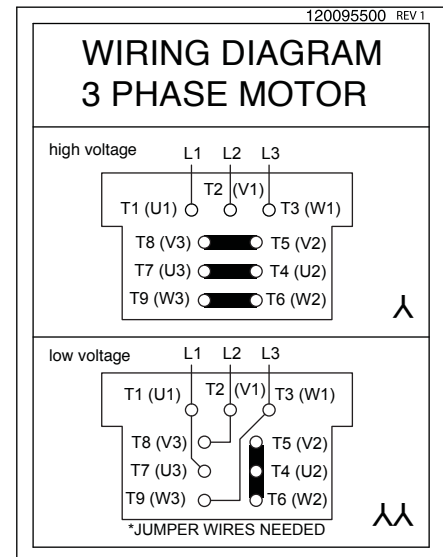 120095500 REV 1
WIRING DIAGRAM
3 PHASE MOTOR
high voltage
L1 L2 L3
T2 (V1)
T1 (U1) T3 (W1)
T8 (V3) T5 (V2)
T7 (U3) T4 (U2)
T9 (W3) T6 (W2)
low voltage
L1 L2 L3
T1 (U1) T2 (V1) T3 (W1)
T8 (V3) T5 (V2)
T7 (U3) T4 (U2)
T9 (W3) T6 (W2)
*JUMPER WIRES NEEDED